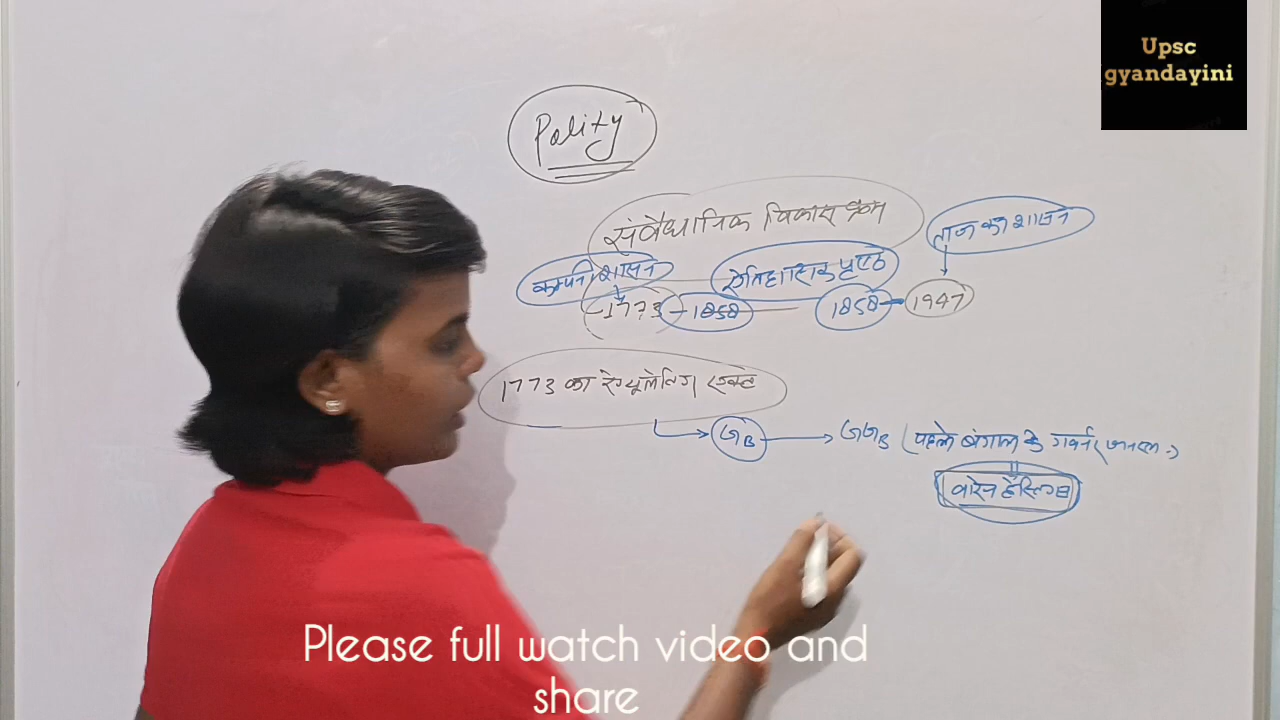 Upsc
gyandayini
Polity
संवैधानिक विकास क्रम
ताज का शासन
कम्पनी शासन
ऐतिहासिक पृष्ठ
1773 - 1858
1858 - 1947
1773 का रेग्यूलेटिंग एक्ट
GB → GGB (पहले बंगाल के गवर्नर जनरल :)
वारेन हेस्टिंग्स
Please full watch video and
share